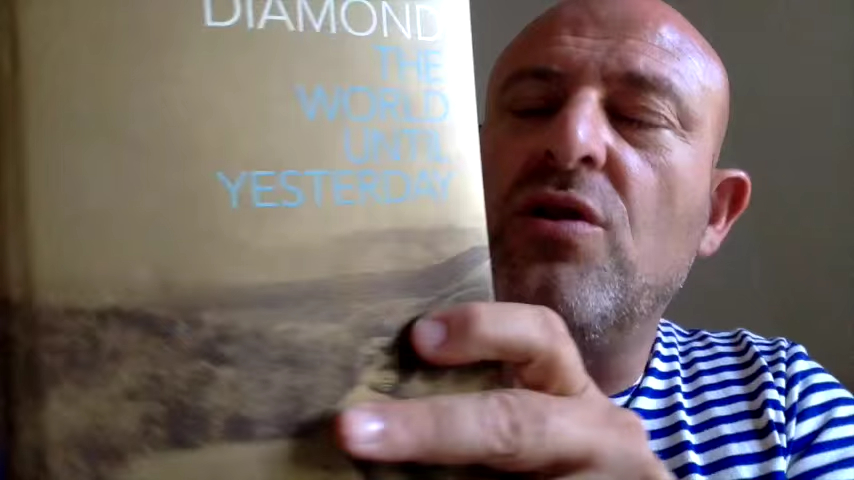 DIAMOND
THE
WORLD
UNTIL
YESTERDAY